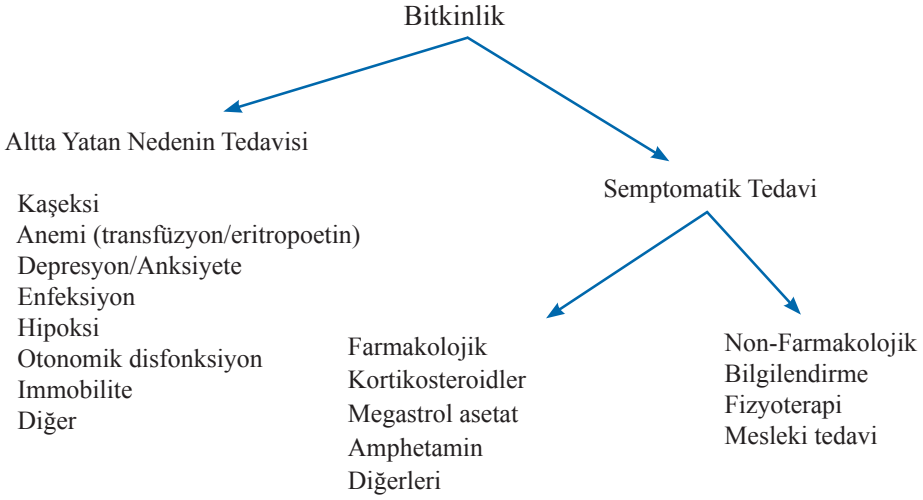 Bitkinlik
Altta Yatan Nedenin Tedavisi
Kaşeksi
Anemi (transfüzyon/eritropoetin)
Depresyon/Anksiyete
Enfeksiyon
Hipoksi
Otonomik disfonksiyon
Immobilite
Diğer
Semptomatik Tedavi
Farmakolojik
Kortikosteroidler
Megastrol asetat
Amphetamin
Diğerleri
Non-Farmakolojik
Bilgilendirme
Fizyoterapi
Mesleki tedavi